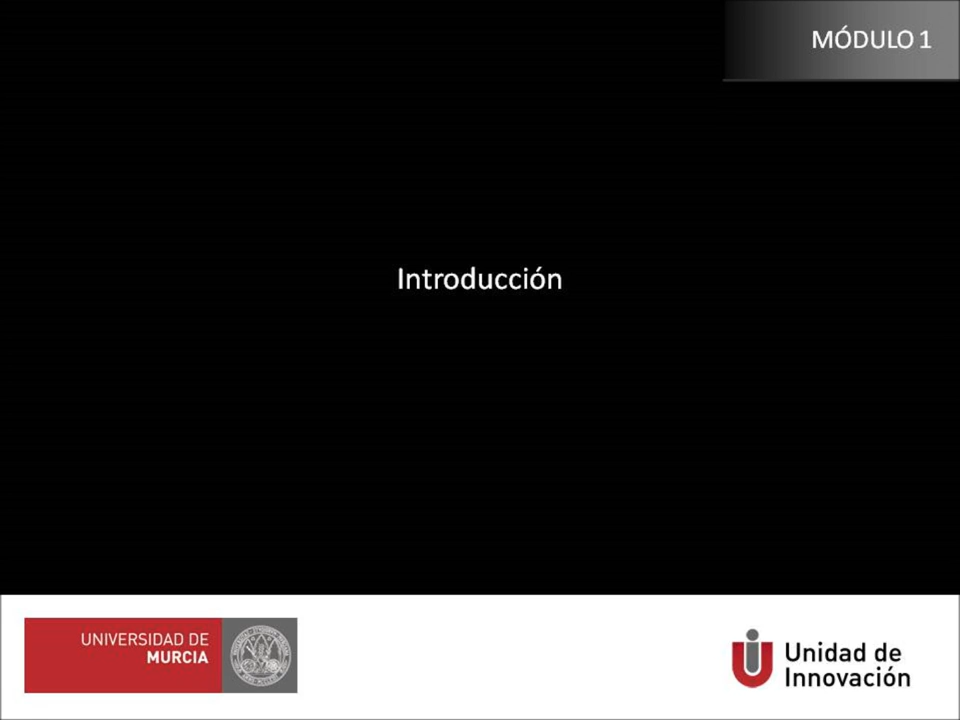 MÓDULO 1
Introducción
UNIVERSIDAD DE
MURCIA
Unidad de
Innovación